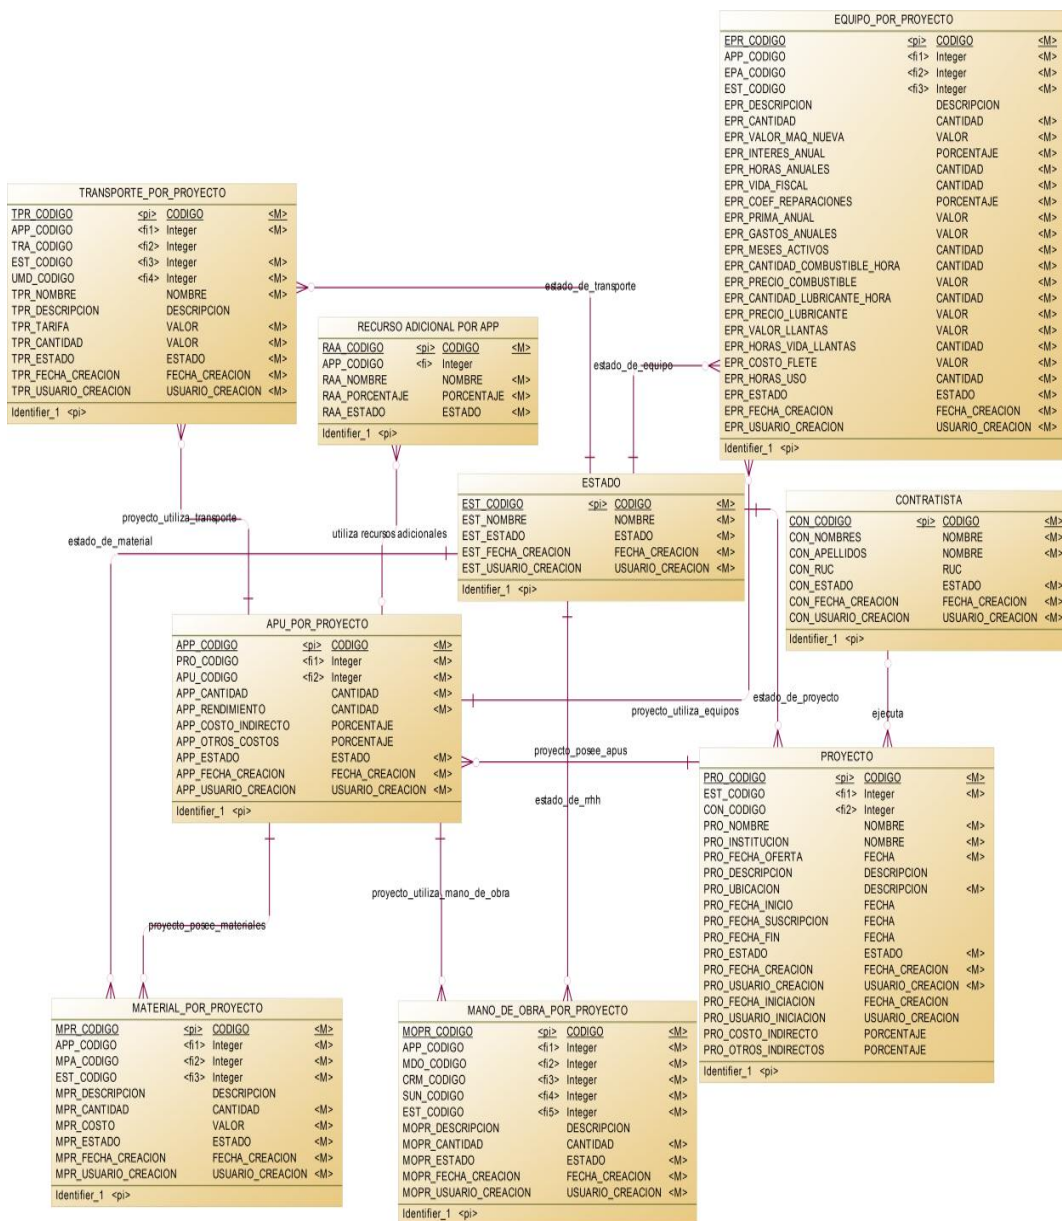 EQUIPO_POR_PROYECTO
EPR_CODIGO <pi> CODIGO <M>
APP_CODIGO <fi1> Integer <M>
EPA_CODIGO <fi2> Integer <M>
EST_CODIGO <fi3> Integer <M>
EPR_DESCRIPCION DESCRIPCION
EPR_CANTIDAD CANTIDAD <M>
EPR_VALOR_MAQ_NUEVA VALOR <M>
EPR_INTERES_ANUAL PORCENTAJE <M>
EPR_HORAS_ANUALES CANTIDAD <M>
EPR_VIDA_FISCAL CANTIDAD <M>
EPR_COEF_REPARACIONES PORCENTAJE <M>
EPR_PRIMA_ANUAL VALOR <M>
EPR_GASTOS_ANUALES VALOR <M>
EPR_MESES_ACTIVOS CANTIDAD <M>
EPR_CANTIDAD_COMBUSTIBLE_HORA CANTIDAD <M>
EPR_PRECIO_COMBUSTIBLE VALOR <M>
EPR_CANTIDAD_LUBRICANTE_HORA CANTIDAD <M>
EPR_PRECIO_LUBRICANTE VALOR <M>
EPR_VALOR_LLANTAS VALOR <M>
EPR_HORAS_VIDA_LLANTAS CANTIDAD <M>
EPR_COSTO_FLETE VALOR <M>
EPR_HORAS_USO CANTIDAD <M>
EPR_ESTADO ESTADO <M>
EPR_FECHA_CREACION FECHA_CREACION <M>
EPR_USUARIO_CREACION USUARIO_CREACION <M>
Identifier_1 <pi>
TRANSPORTE_POR_PROYECTO
TPR_CODIGO <pi> CODIGO <M>
APP_CODIGO <fi1> Integer <M>
TRA_CODIGO <fi2> Integer
EST_CODIGO <fi3> Integer <M>
UMD_CODIGO <fi4> Integer <M>
TPR_NOMBRE NOMBRE <M>
TPR_DESCRIPCION DESCRIPCION
TPR_TARIFA VALOR <M>
TPR_CANTIDAD VALOR <M>
TPR_ESTADO ESTADO <M>
TPR_FECHA_CREACION FECHA_CREACION <M>
TPR_USUARIO_CREACION USUARIO_CREACION <M>
Identifier_1 <pi>
estado_de_transporte
RECURSO ADICIONAL POR APP
RAA_CODIGO <pi> CODIGO <M>
APP_CODIGO <fi> Integer
RAA_NOMBRE NOMBRE <M>
RAA_PORCENTAJE PORCENTAJE <M>
RAA_ESTADO ESTADO <M>
Identifier_1 <pi>
estado_de_equipo
ESTADO
EST_CODIGO <pi> CODIGO <M>
EST_NOMBRE NOMBRE <M>
EST_ESTADO ESTADO <M>
EST_FECHA_CREACION FECHA_CREACION <M>
EST_USUARIO_CREACION USUARIO_CREACION <M>
Identifier_1 <pi>
CONTRATISTA
CON_CODIGO <pi> CODIGO <M>
CON_NOMBRES NOMBRE <M>
CON_APELLIDOS NOMBRE <M>
CON_RUC RUC
CON_ESTADO ESTADO <M>
CON_FECHA_CREACION FECHA_CREACION <M>
CON_USUARIO_CREACION USUARIO_CREACION <M>
Identifier_1 <pi>
proyecto_utiliza_transporte
utiliza recursos adicionales
estado_de_material
APU_POR_PROYECTO
APP_CODIGO <pi> CODIGO <M>
PRO_CODIGO <fi1> Integer <M>
APU_CODIGO <fi2> Integer <M>
APP_CANTIDAD CANTIDAD <M>
APP_RENDIMIENTO CANTIDAD <M>
APP_COSTO_INDIRECTO PORCENTAJE
APP_OTROS_COSTOS PORCENTAJE
APP_ESTADO ESTADO <M>
APP_FECHA_CREACION FECHA_CREACION <M>
APP_USUARIO_CREACION USUARIO_CREACION <M>
Identifier_1 <pi>
estado_de_proyecto
proyecto_utiliza_equipos
ejecuta
proyecto_posee_apus
estado_de_rrhh
PROYECTO
PRO_CODIGO <pi> CODIGO <M>
EST_CODIGO <fi1> Integer <M>
CON_CODIGO <fi2> Integer
PRO_NOMBRE NOMBRE <M>
PRO_INSTITUCION NOMBRE <M>
PRO_FECHA_OFERTA FECHA <M>
PRO_DESCRIPCION DESCRIPCION
PRO_UBICACION DESCRIPCION <M>
PRO_FECHA_INICIO FECHA
PRO_FECHA_SUSCRIPCION FECHA
PRO_FECHA_FIN FECHA
PRO_ESTADO ESTADO <M>
PRO_FECHA_CREACION FECHA_CREACION <M>
PRO_USUARIO_CREACION USUARIO_CREACION <M>
PRO_FECHA_INICIACION FECHA_CREACION
PRO_USUARIO_INICIACION USUARIO_CREACION
PRO_COSTO_INDIRECTO PORCENTAJE
PRO_OTROS_INDIRECTOS PORCENTAJE
Identifier_1 <pi>
proyecto_utiliza_mano_de_obra
proyecto_posee_materiales
MATERIAL_POR_PROYECTO
MPR_CODIGO <pi> CODIGO <M>
APP_CODIGO <fi1> Integer <M>
MPA_CODIGO <fi2> Integer <M>
EST_CODIGO <fi3> Integer <M>
MPR_DESCRIPCION DESCRIPCION
MPR_CANTIDAD CANTIDAD <M>
MPR_COSTO VALOR <M>
MPR_ESTADO ESTADO <M>
MPR_FECHA_CREACION FECHA_CREACION <M>
MPR_USUARIO_CREACION USUARIO_CREACION <M>
Identifier_1 <pi>
MANO_DE_OBRA_POR_PROYECTO
MOPR_CODIGO <pi> CODIGO <M>
APP_CODIGO <fi1> Integer <M>
MDO_CODIGO <fi2> Integer <M>
CRM_CODIGO <fi3> Integer <M>
SUN_CODIGO <fi4> Integer <M>
EST_CODIGO <fi5> Integer <M>
MOPR_DESCRIPCION DESCRIPCION
MOPR_CANTIDAD CANTIDAD <M>
MOPR_ESTADO ESTADO <M>
MOPR_FECHA_CREACION FECHA_CREACION <M>
MOPR_USUARIO_CREACION USUARIO_CREACION <M>
Identifier_1 <pi>